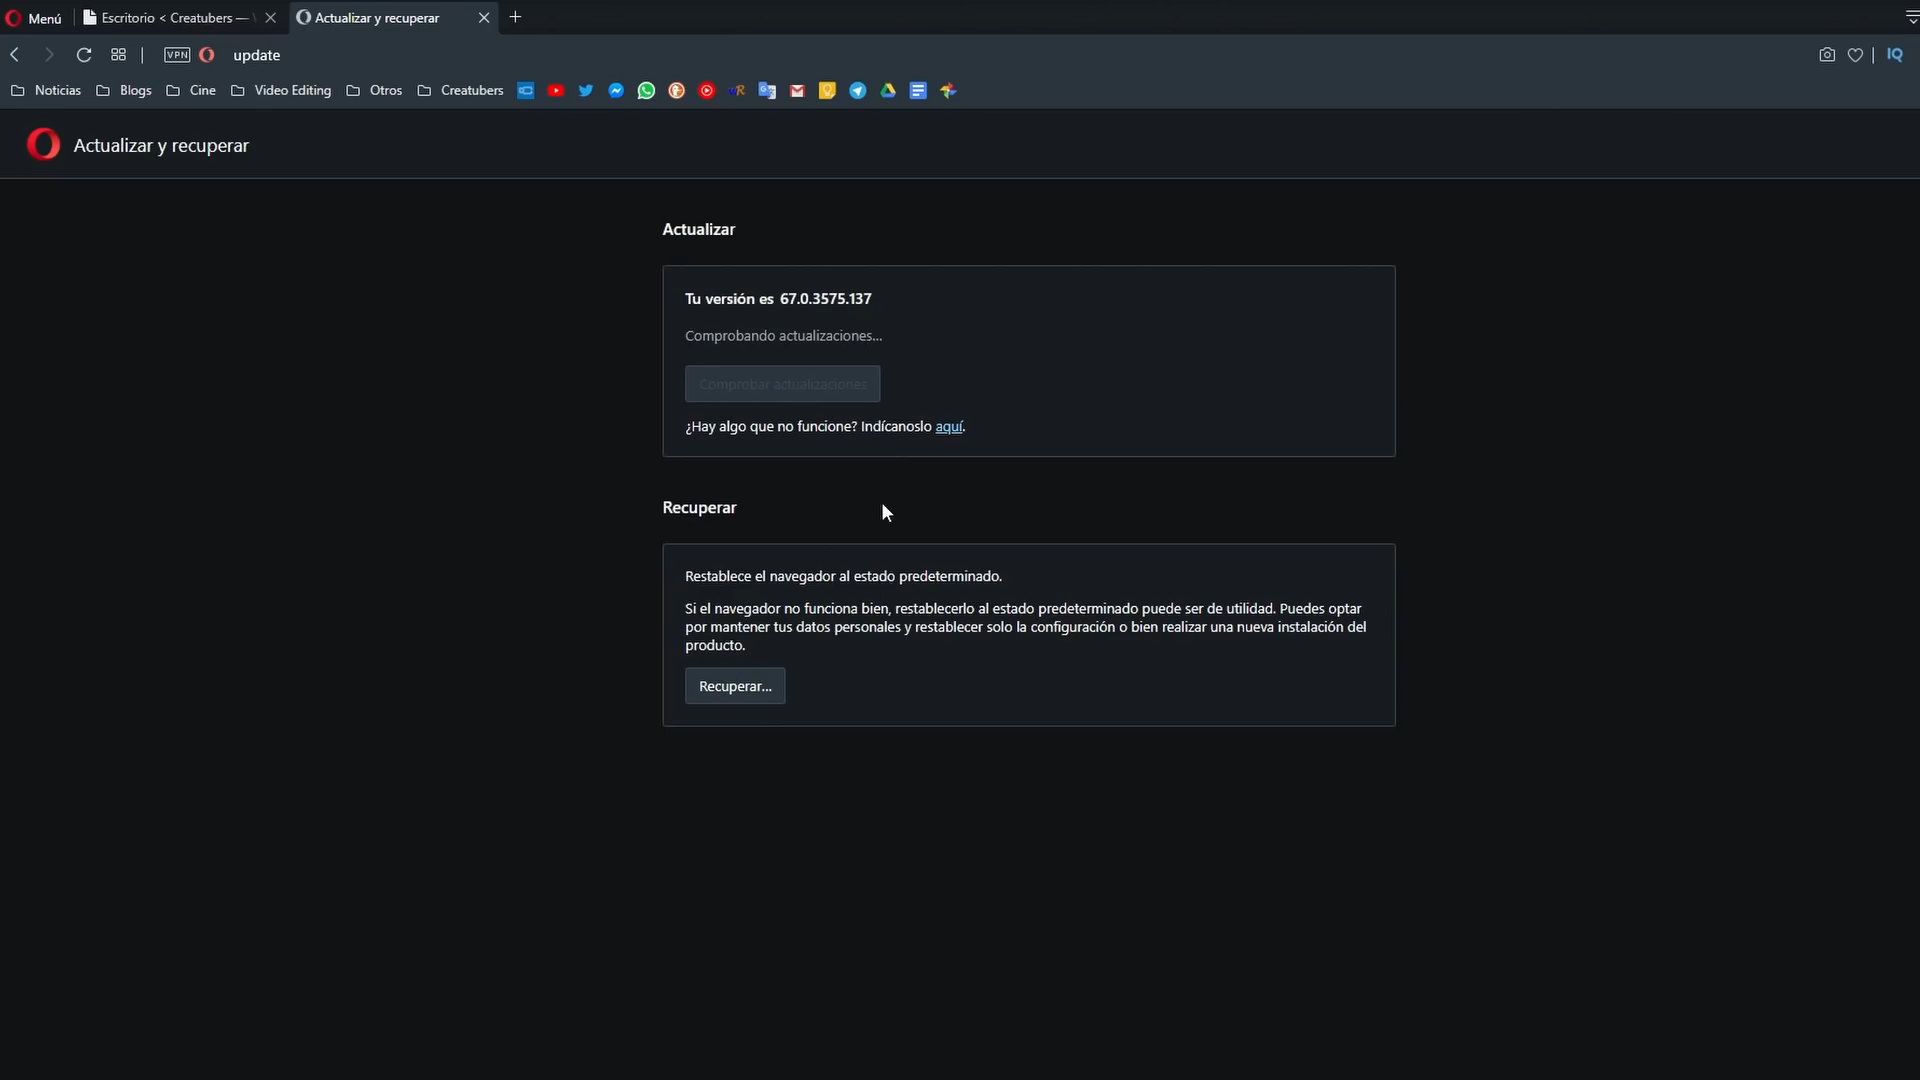 Menú
Escritorio < Creatubers —
Actualizar y recuperar
VPN
update
IQ
Noticias
Blogs
Cine
Video Editing
Otros
Creatubers
Actualizar y recuperar
Actualizar
Tu versión es 67.0.3575.137
Comprobando actualizaciones...
Comprobar actualizaciones
¿Hay algo que no funcione? Indícanoslo aquí.
Recuperar
Restablece el navegador al estado predeterminado.
Si el navegador no funciona bien, restablecerlo al estado predeterminado puede ser de utilidad. Puedes optar
por mantener tus datos personales y restablecer solo la configuración o bien realizar una nueva instalación del
producto.
Recuperar...